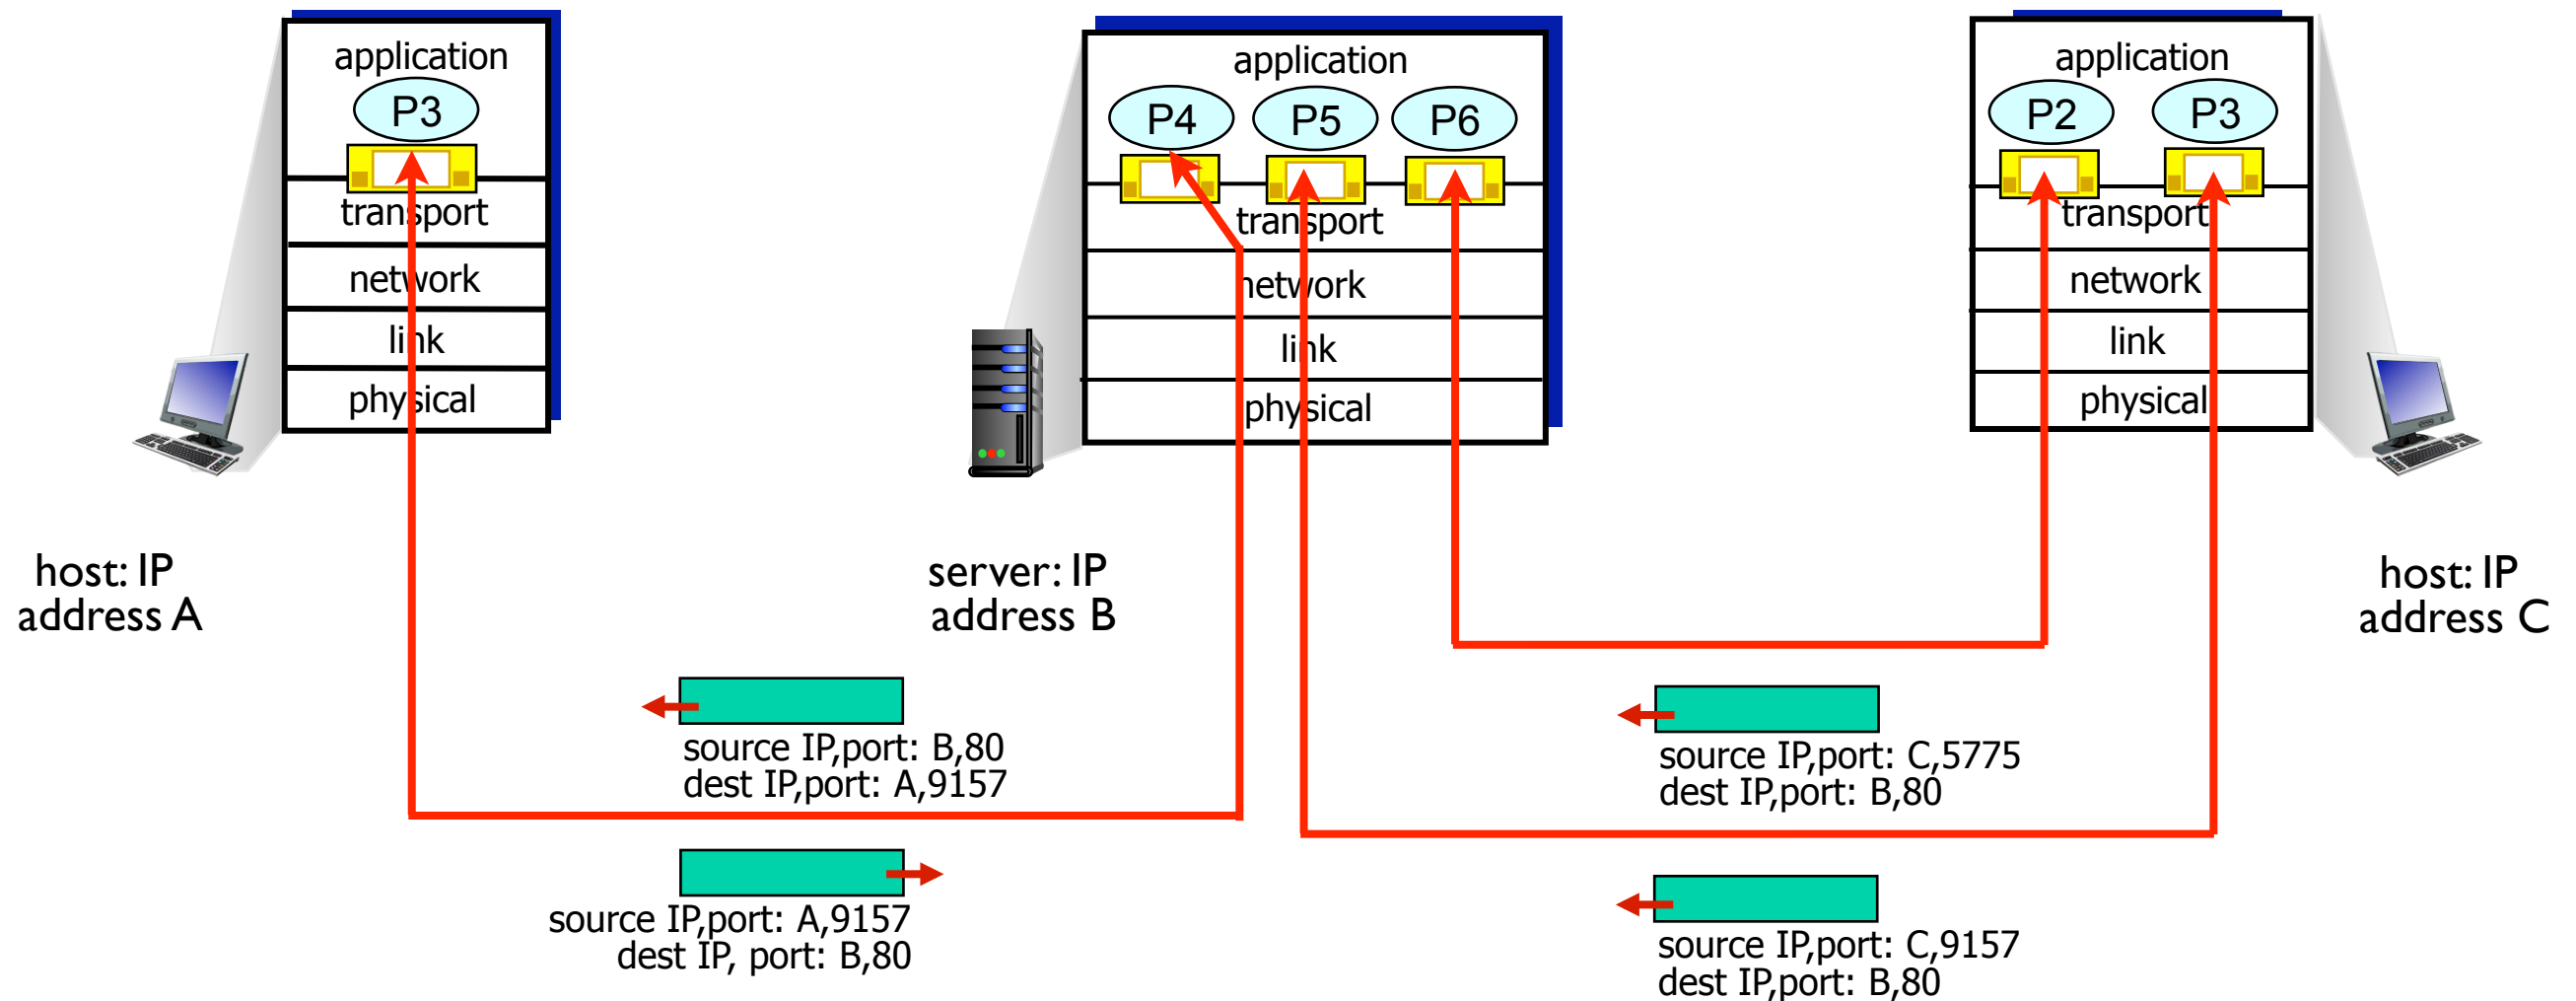 application
P3
transport
network
link
physical
host: IP
address A
application
P4 P5 P6
transport
network
link
physical
server: IP
address B
application
P2 P3
transport
network
link
physical
host: IP
address C
source IP,port: B,80
dest IP,port: A,9157
source IP,port: A,9157
dest IP, port: B,80
source IP,port: C,5775
dest IP,port: B,80
source IP,port: C,9157
dest IP,port: B,80